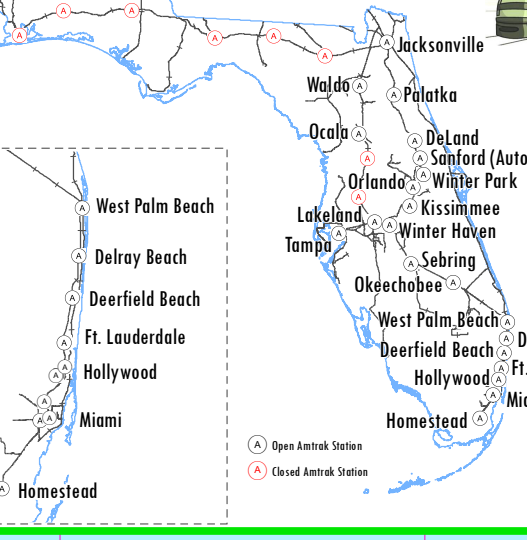 Jacksonville
Waldo
Palatka
Ocala
DeLand
Sanford (Auto
Winter Park
Orlando
Kissimmee
Lakeland
Winter Haven
Tampa
Sebring
Okeechobee
West Palm Beach
D
Deerfield Beach
Ft.
Hollywood
Mia
Homestead
West Palm Beach
Delray Beach
Deerfield Beach
Ft. Lauderdale
Hollywood
Miami
Homestead
A Open Amtrak Station
A Closed Amtrak Station